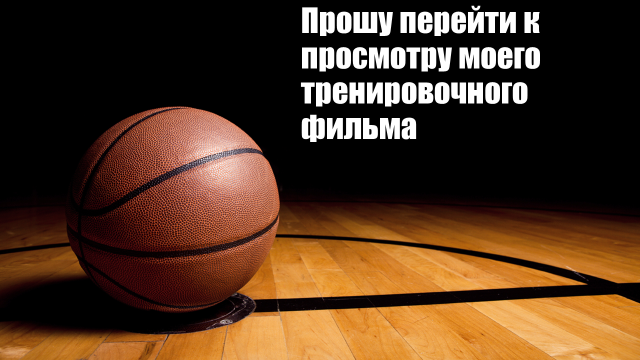 Прошу перейти к
просмотру моего
тренировочного
фильма